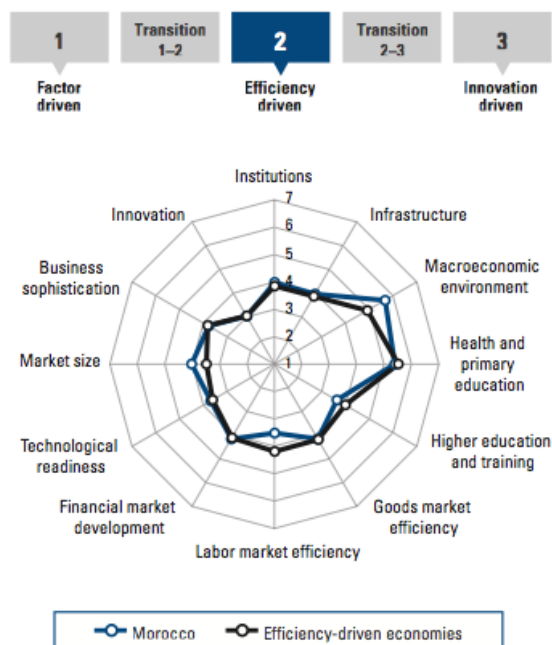 1
Transition
1–2
2
Transition
2–3
3
Factor
driven
Efficiency
driven
Innovation
driven
Institutions
7
6
5
4
3
2
1
Infrastructure
Macroeconomic
environment
Health and
primary
education
Higher education
and training
Goods market
efficiency
Labor market efficiency
Financial market
development
Technological
readiness
Market size
Business
sophistication
Innovation
Morocco
Efficiency-driven economies